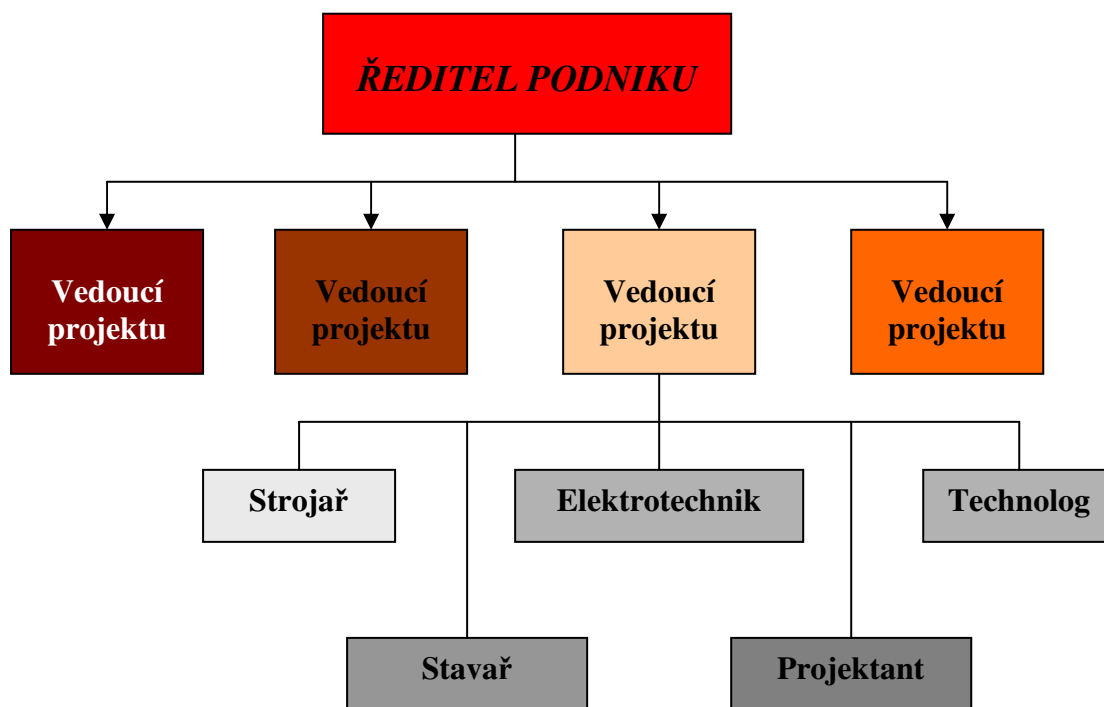 ŘEDITEL PODNIKU
Vedoucí
projektu
Vedoucí
projektu
Vedoucí
projektu
Vedoucí
projektu
Strojař
Elektrotechnik
Technolog
Stavař
Projektant